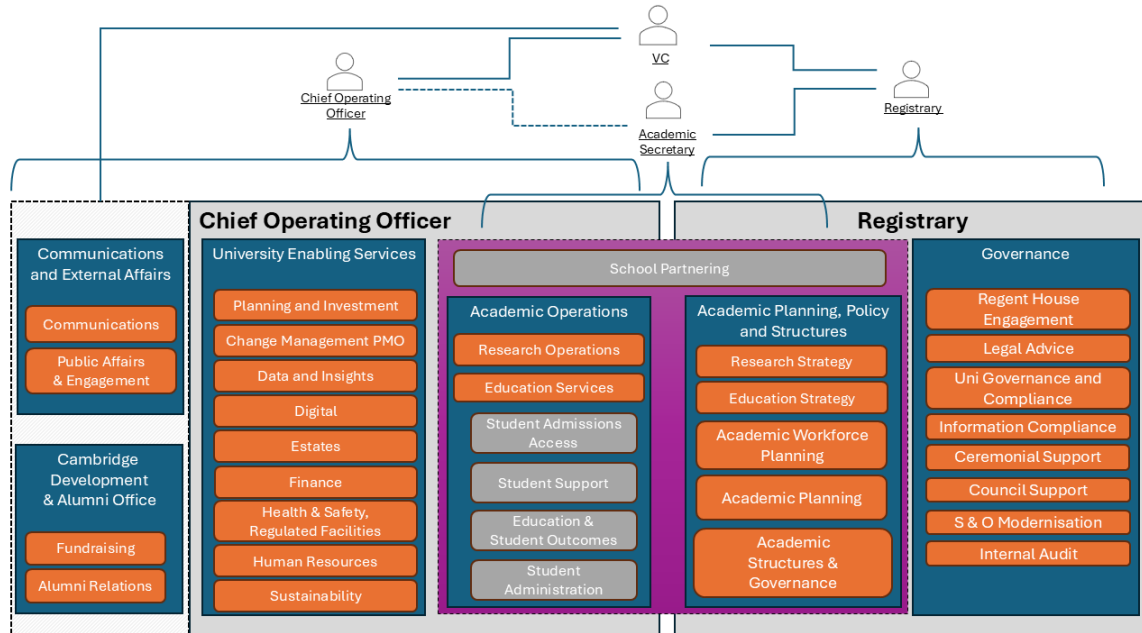 VC
Chief Operating
Officer
Registrary
Academic
Secretary
Chief Operating Officer
Registrary
Communications
and External Affairs
Communications
Public Affairs
& Engagement
Cambridge
Development
& Alumni Office
Fundraising
Alumni Relations
University Enabling Services
Planning and Investment
Change Management PMO
Data and Insights
Digital
Estates
Finance
Health & Safety,
Regulated Facilities
Human Resources
Sustainability
School Partnering
Academic Operations
Research Operations
Education Services
Student Admissions
Access
Student Support
Education &
Student Outcomes
Student
Administration
Academic Planning, Policy
and Structures
Research Strategy
Education Strategy
Academic Workforce
Planning
Academic Planning
Academic
Structures &
Governance
Governance
Regent House
Engagement
Legal Advice
Uni Governance and
Compliance
Information Compliance
Ceremonial Support
Council Support
S & O Modernisation
Internal Audit